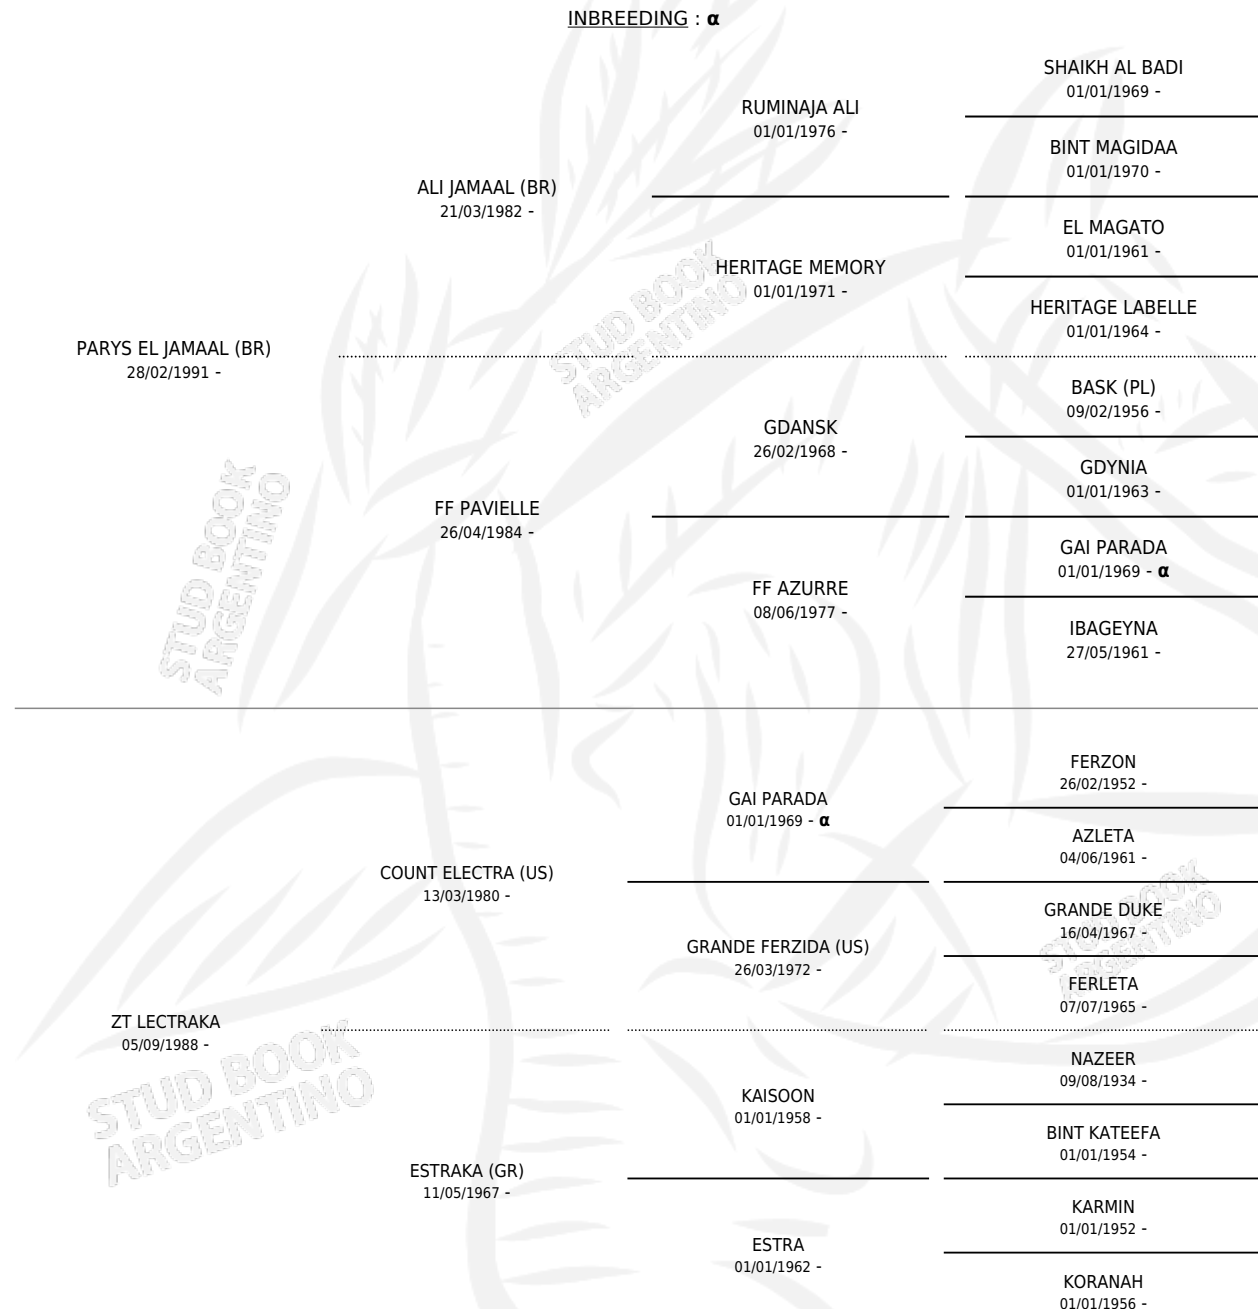 INBREEDING : α
SHAIKH AL BADI
01/01/1969 -
RUMINAJA ALI
01/01/1976 -
BINT MAGIDAA
01/01/1970 -
ALI JAMAAL (BR)
21/03/1982 -
EL MAGATO
01/01/1961 -
HERITAGE MEMORY
01/01/1971 -
HERITAGE LABELLE
01/01/1964 -
PARYS EL JAMAAL (BR)
28/02/1991 -
BASK (PL)
09/02/1956 -
GDANSK
26/02/1968 -
GDYNIA
01/01/1963 -
FF PAVIELLE
26/04/1984 -
GAI PARADA
01/01/1969 - α
FF AZURRE
08/06/1977 -
IBAGEYNA
27/05/1961 -
FERZON
26/02/1952 -
GAI PARADA
01/01/1969 - α
AZLETA
04/06/1961 -
COUNT ELECTRA (US)
13/03/1980 -
GRANDE DUKE
16/04/1967 -
GRANDE FERZIDA (US)
26/03/1972 -
FERLETA
07/07/1965 -
ZT LECTRAKA
05/09/1988 -
NAZEER
09/08/1934 -
KAISOON
01/01/1958 -
BINT KATEEFA
01/01/1954 -
ESTRAKA (GR)
11/05/1967 -
KARMIN
01/01/1952 -
ESTRA
01/01/1962 -
KORANAH
01/01/1956 -
STUD BOOK
ARGENTINO
STUD BOOK
ARGENTINO
STUD BOOK
ARGENTINO
STUD BOOK
ARGENTINO